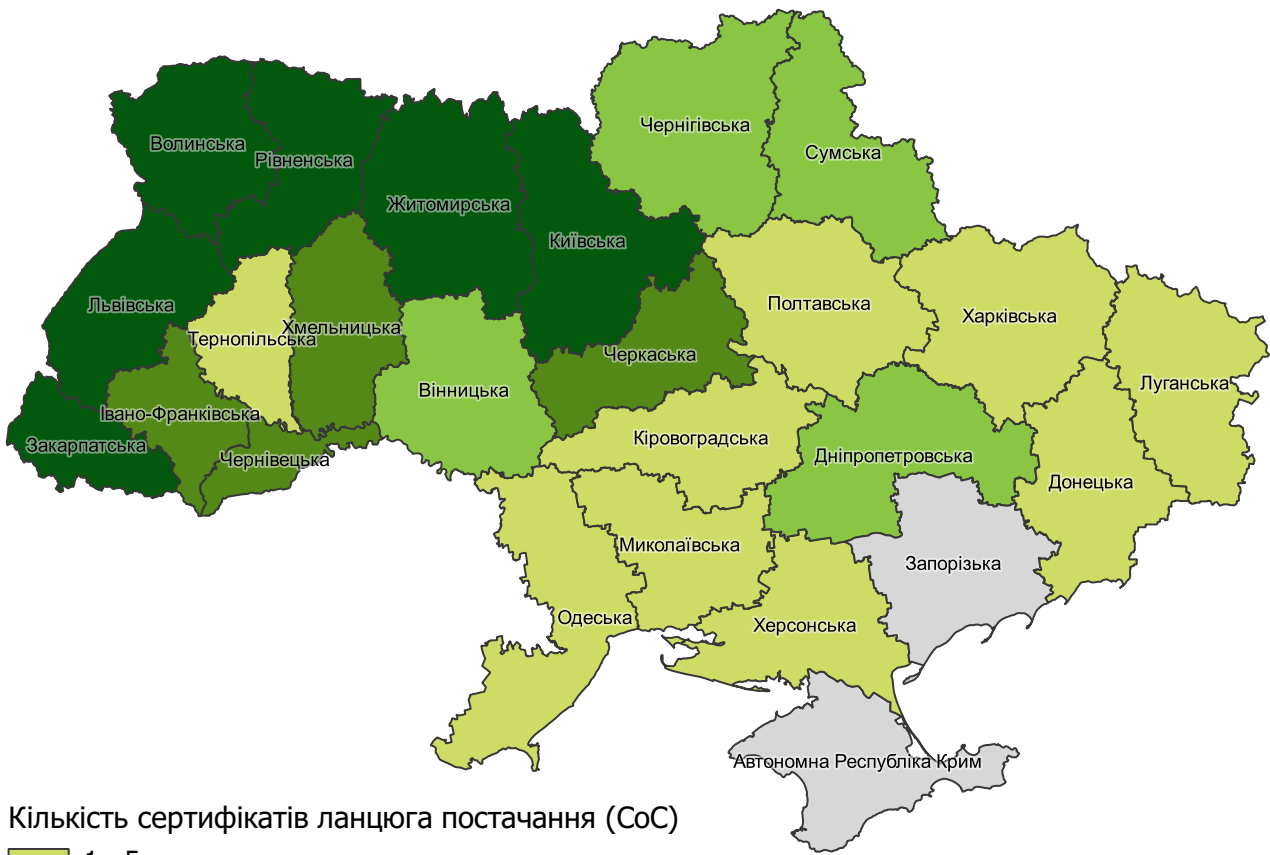 Чернігівська
Сумська
Волинська
Рівненська
Житомирська
Київська
Львівська
Тернопільська
Хмельницька
Полтавська
Харківська
Черкаська
Луганська
Вінницька
Івано-Франківська
Закарпатська
Чернівецька
Кіровоградська
Дніпропетровська
Донецька
Миколаївська
Запорізька
Одеська
Херсонська
Автономна Республіка Крим
Кількість сертифікатів ланцюга постачання (CoC)